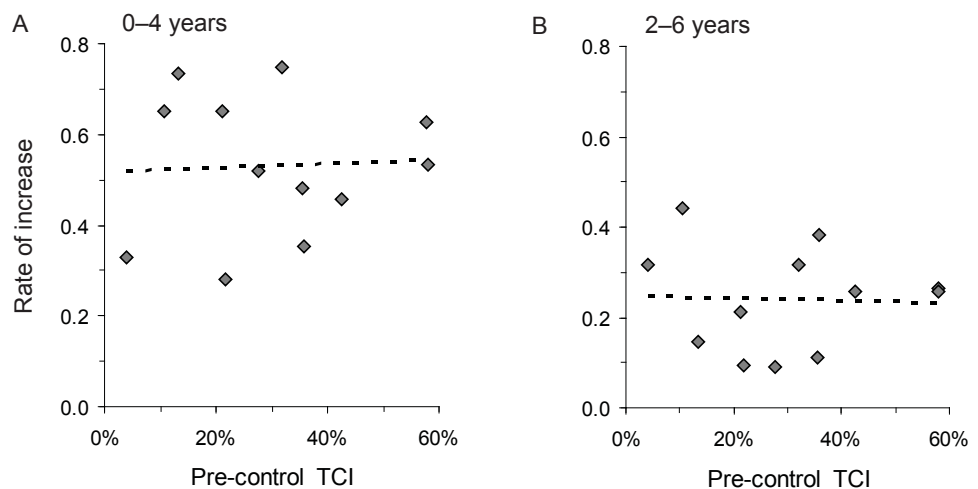 A 0–4 years
0.8
0.6
0.4
0.2
0.0
Rate of increase
0% 20% 40% 60%
Pre-control TCI
B 2–6 years
0.8
0.6
0.4
0.2
0.0
0% 20% 40% 60%
Pre-control TCI